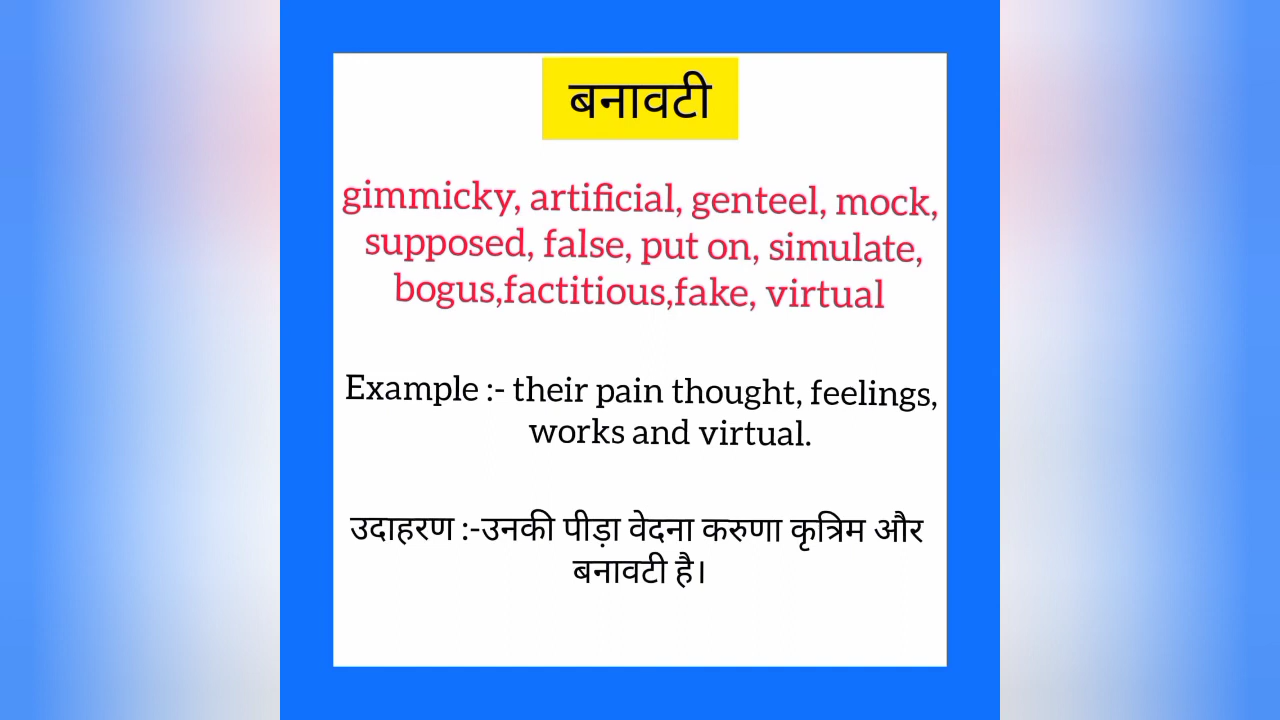 बनावटी
gimmicky, artificial, genteel, mock,
supposed, false, put on, simulate,
bogus,factitious,fake, virtual
Example :- their pain thought, feelings,
works and virtual.
उदाहरण :-उनकी पीड़ा वेदना करुणा कृत्रिम और
बनावटी है।